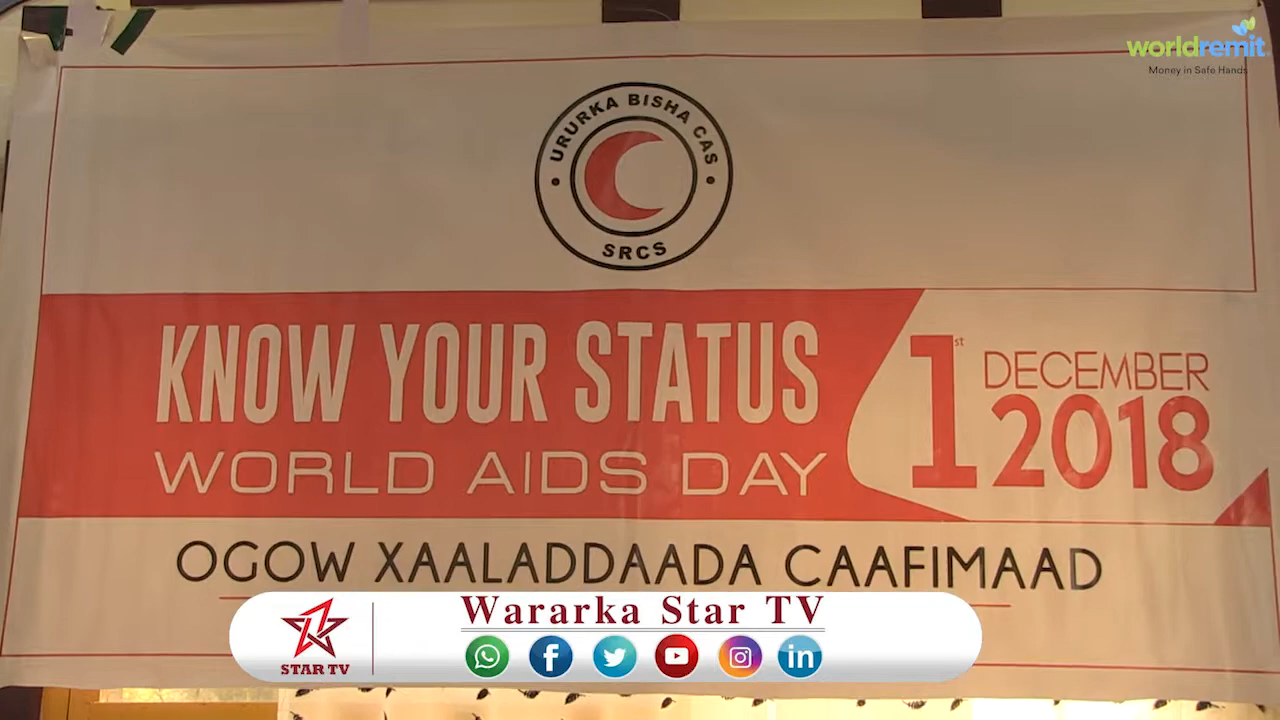 worldremit
Money in Safe Hands
URURKA BISHA CAS
SRCS
KNOW YOUR STATUS
WORLD AIDS DAY
1st DECEMBER
2018
OGOW XAALADDAADA CAAFIMAAD
Wararka Star TV
STAR TV